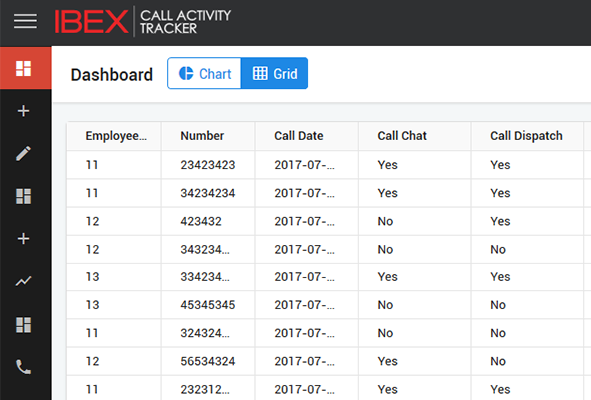 IBEX CALL ACTIVITY
TRACKER
Dashboard Chart Grid
Employee... Number Call Date Call Chat Call Dispatch
11 23423423 2017-07-... Yes Yes
11 34234234 2017-07-... Yes Yes
12 423432 2017-07-... No Yes
12 343234... 2017-07-... No No
13 334234... 2017-07-... Yes Yes
13 45345345 2017-07-... No No
11 324324... 2017-07-... No No
12 56534324 2017-07-... Yes No
11 232312... 2017-07-... Yes Yes